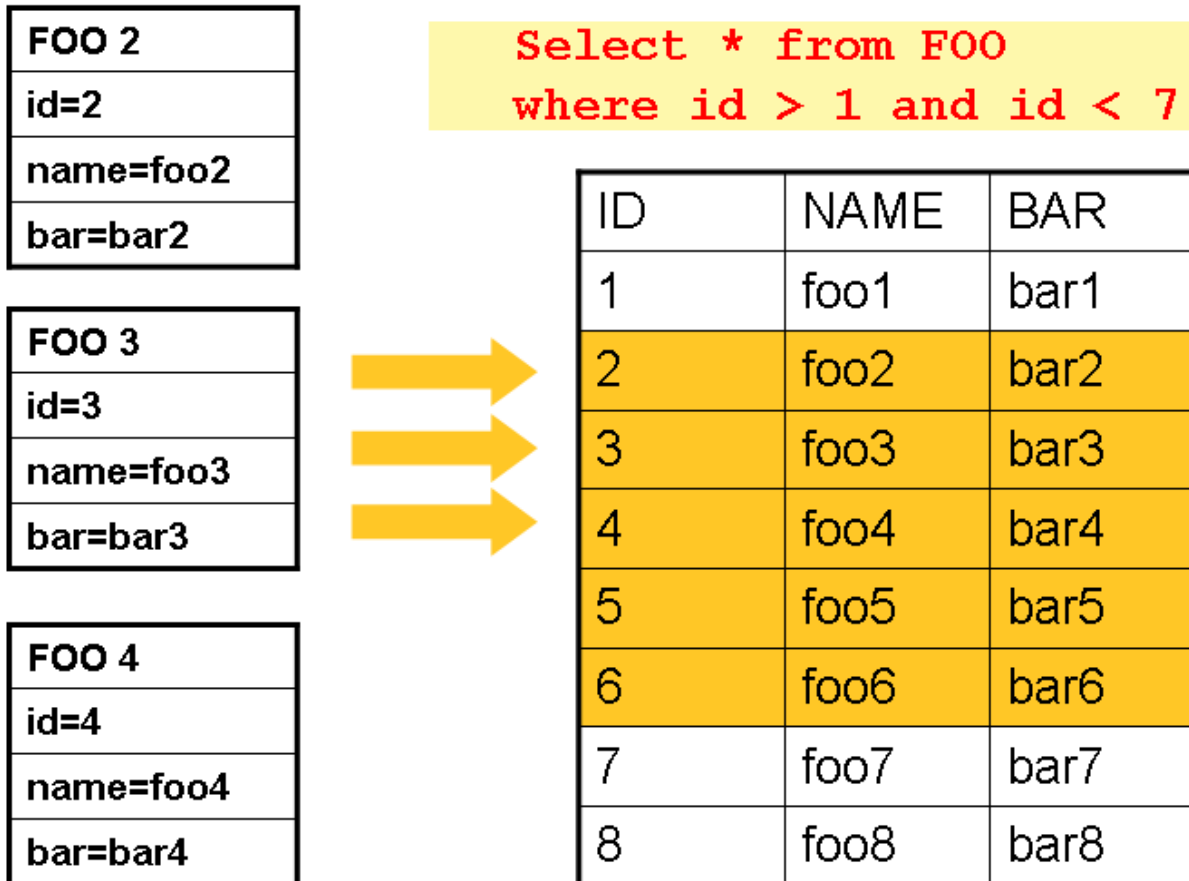 FOO 2
id=2
name=foo2
bar=bar2
FOO 3
id=3
name=foo3
bar=bar3
FOO 4
id=4
name=foo4
bar=bar4
Select * from FOO
where id > 1 and id < 7
ID NAME BAR
1 foo1 bar1
2 foo2 bar2
3 foo3 bar3
4 foo4 bar4
5 foo5 bar5
6 foo6 bar6
7 foo7 bar7
8 foo8 bar8